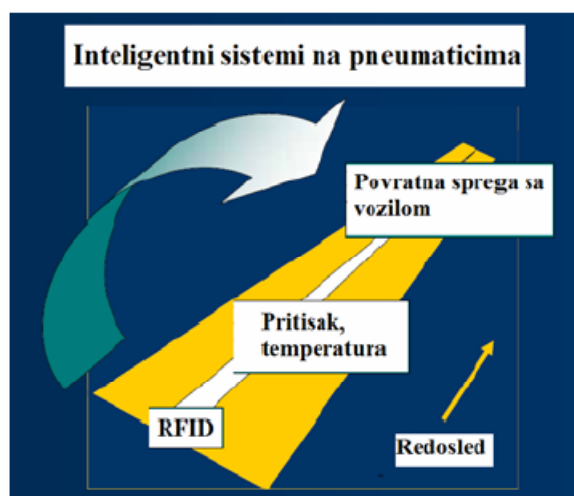 Inteligentni sistemi na pneumaticima
Povratna sprega sa
vozilom
Pritisak,
temperatura
RFID
Redosled